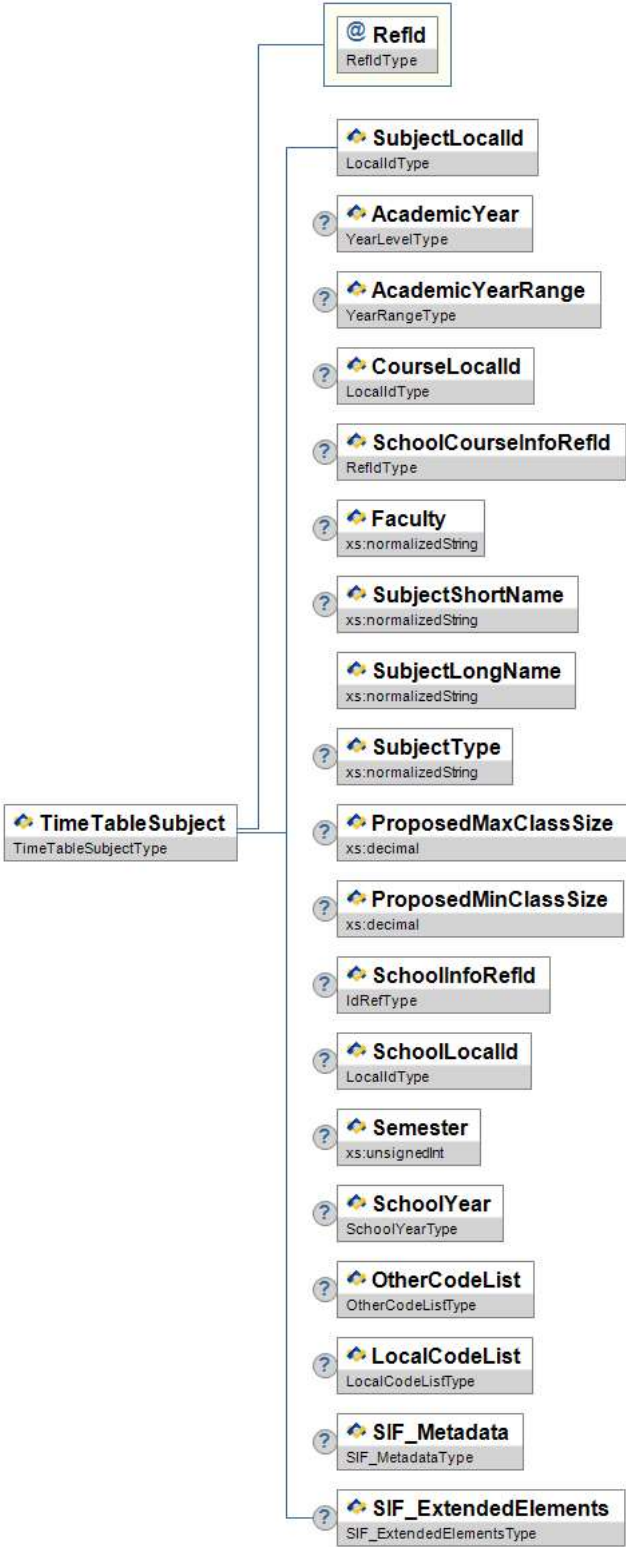 @ RefId
RefIdType
SubjectLocalId
LocalIdType
? AcademicYear
YearLevelType
? AcademicYearRange
YearRangeType
? CourseLocalId
LocalIdType
? SchoolCourseInfoRefId
RefIdType
? Faculty
xs:normalizedString
? SubjectShortName
xs:normalizedString
SubjectLongName
xs:normalizedString
? SubjectType
xs:normalizedString
TimeTableSubject
TimeTableSubjectType
? ProposedMaxClassSize
xs:decimal
? ProposedMinClassSize
xs:decimal
? SchoolInfoRefId
IdRefType
? SchoolLocalId
LocalIdType
? Semester
xs:unsignedInt
? SchoolYear
SchoolYearType
? OtherCodeList
OtherCodeListType
? LocalCodeList
LocalCodeListType
? SIF_Metadata
SIF_MetadataType
? SIF_ExtendedElements
SIF_ExtendedElementsType